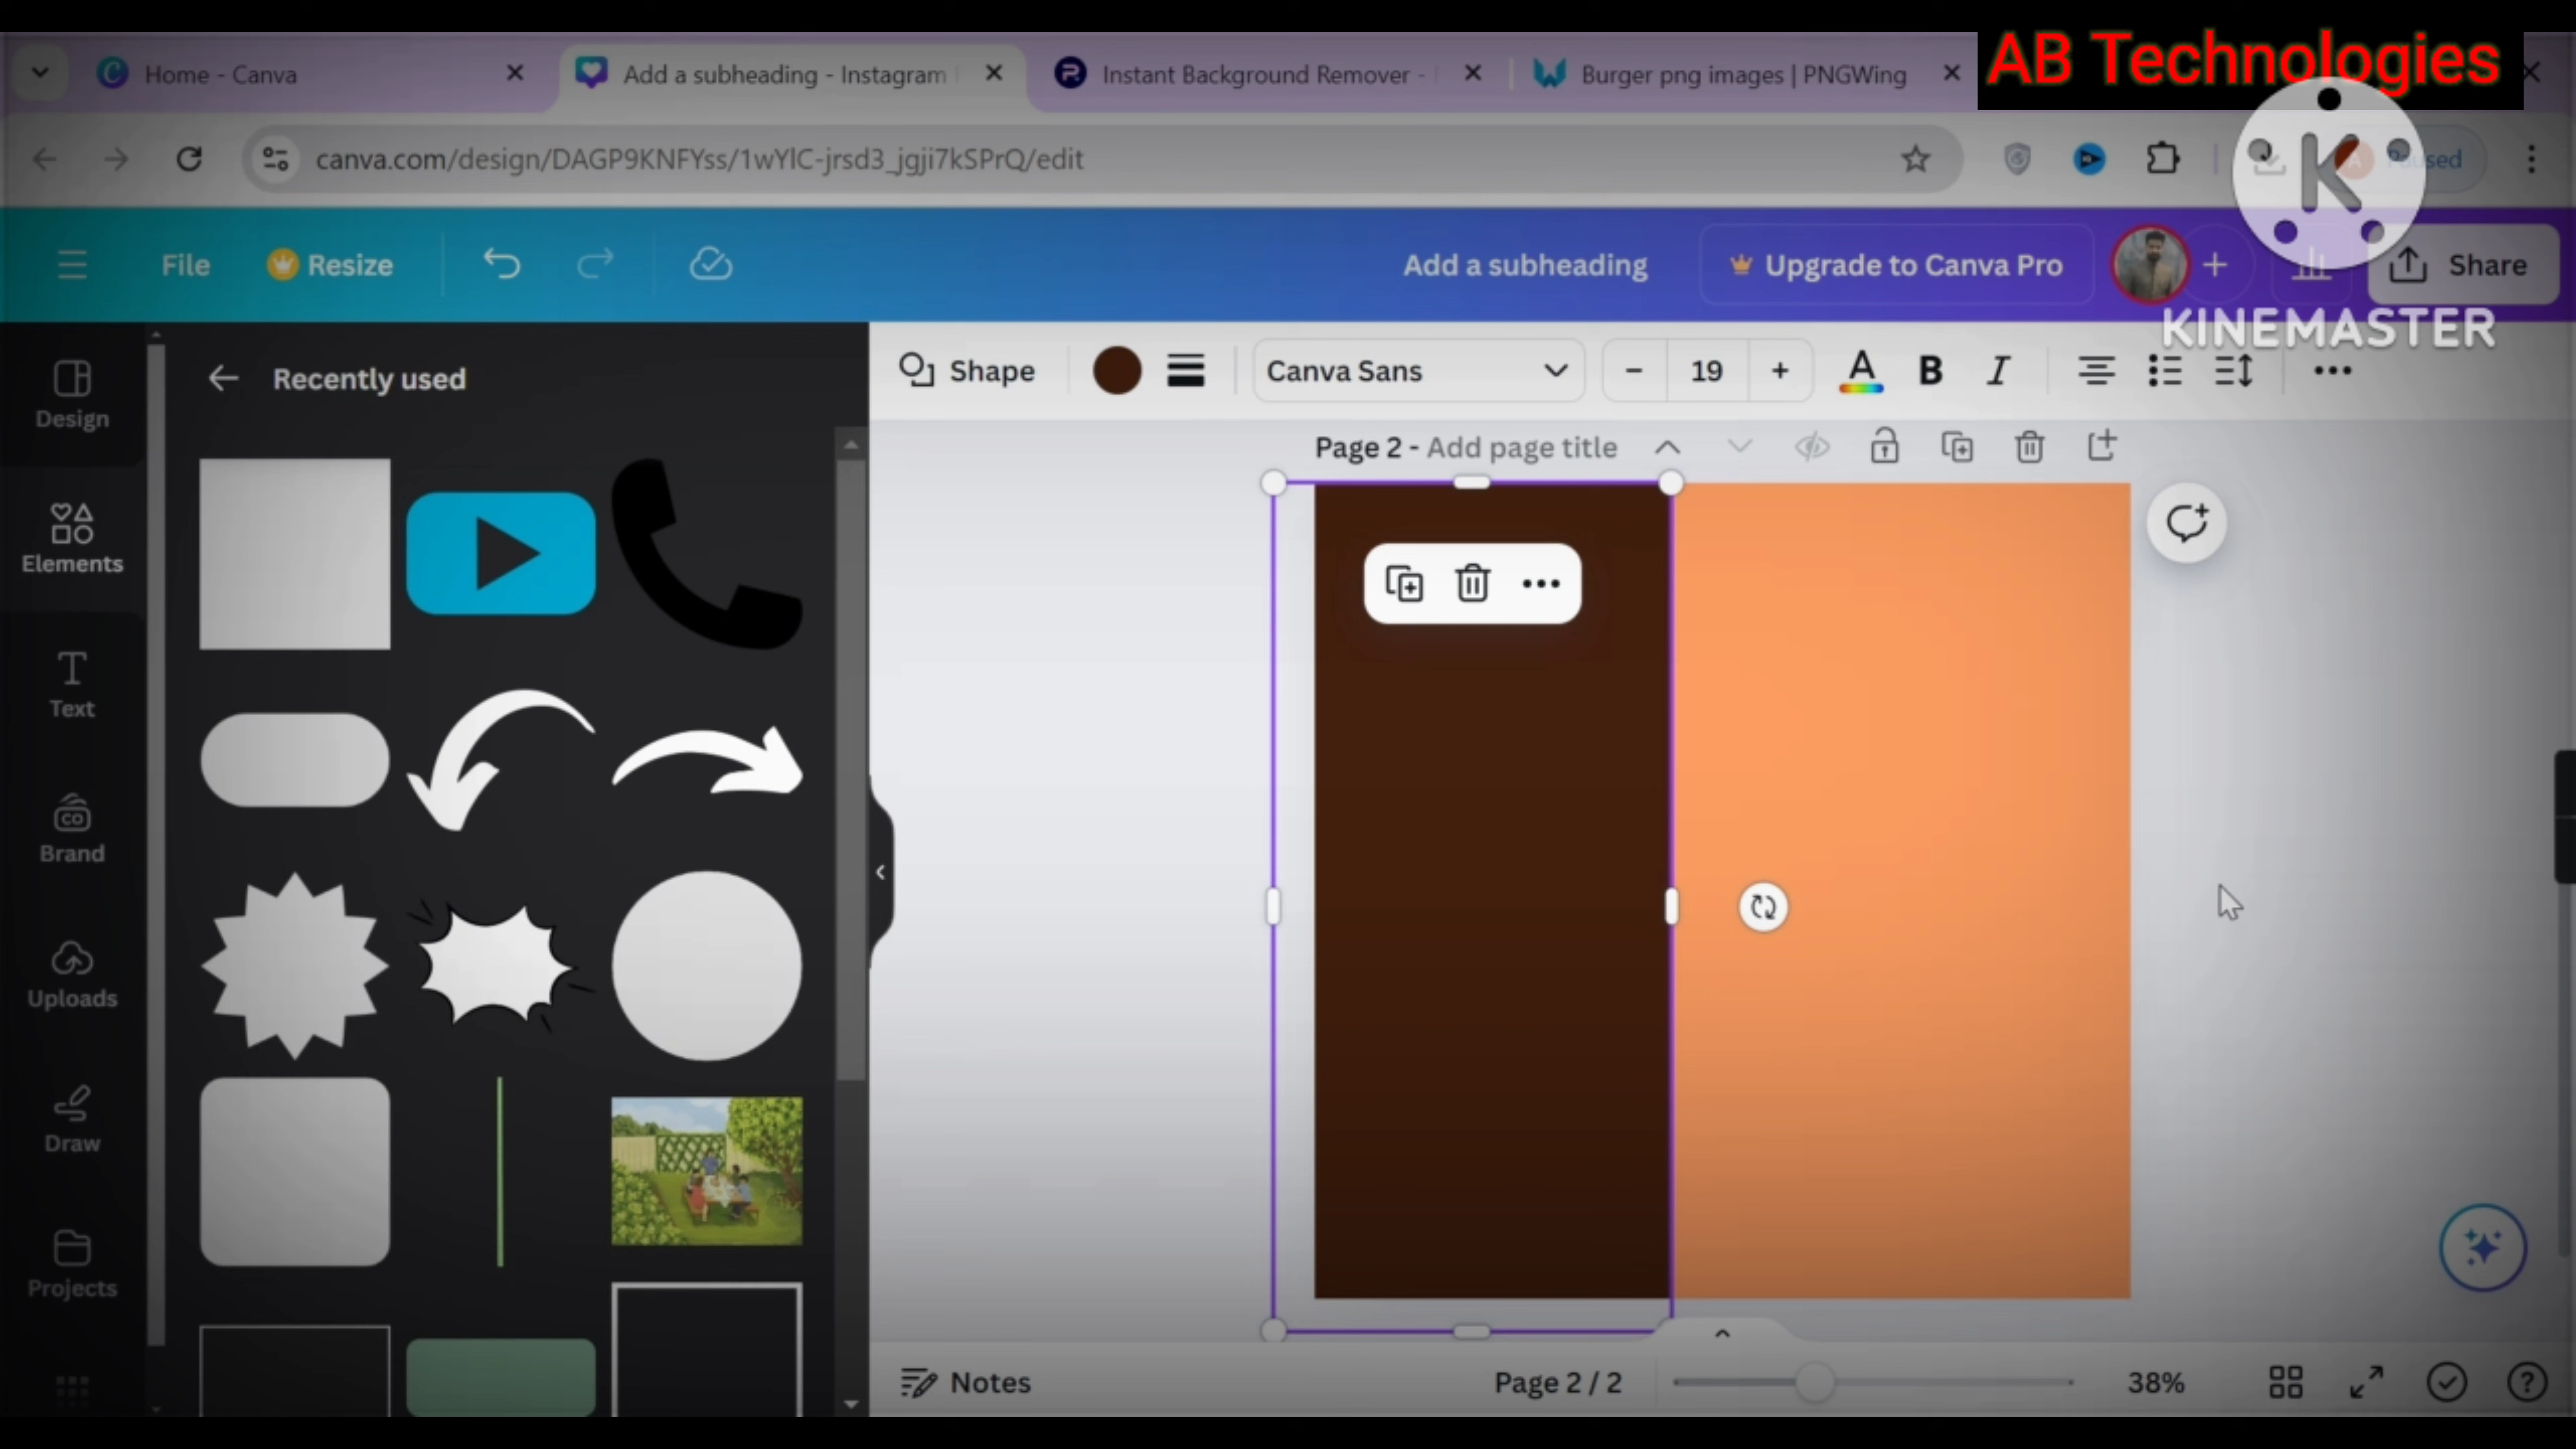 AB Technologies
Home - Canva
Add a subheading - Instagram
Instant Background Remover -
Burger png images | PNGWing
canva.com/design/DAGP9KNFYss/1wYlC-jrsd3_jgji7kSPrQ/edit
File
Resize
Add a subheading
Upgrade to Canva Pro
Share
KINEMASTER
Design
Elements
Text
Brand
Uploads
Draw
Projects
Recently used
Shape
Canva Sans
19
Page 2 - Add page title
Notes
Page 2 / 2
38%